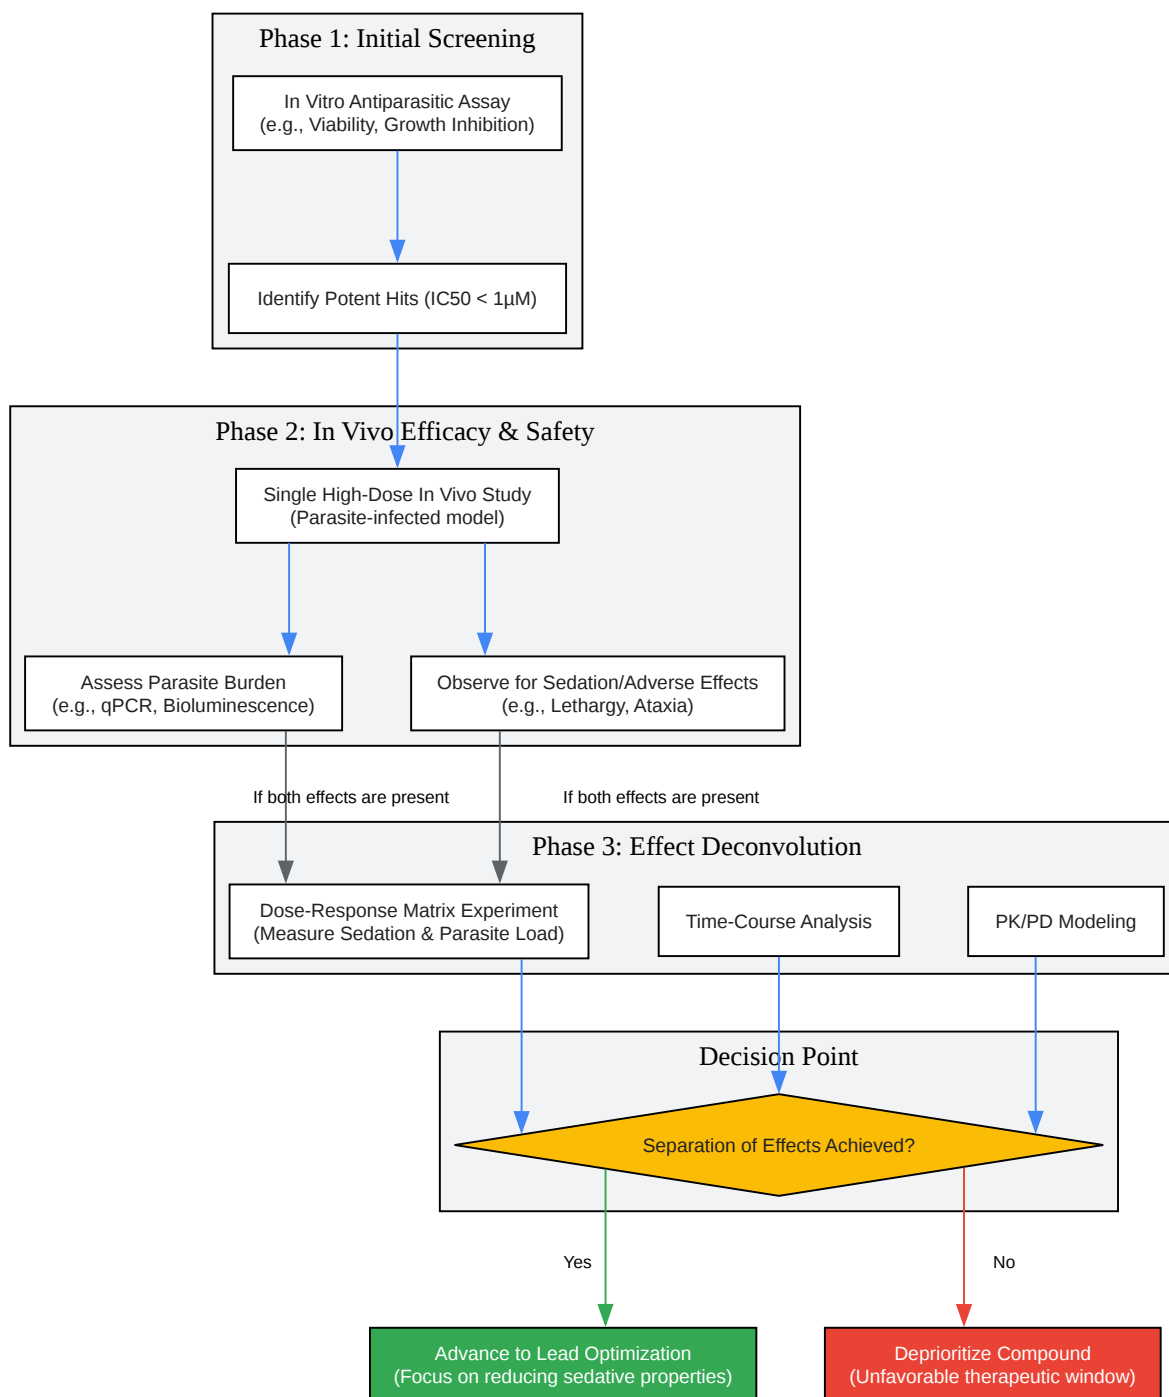 Phase 1: Initial Screening
In Vitro Antiparasitic Assay
(e.g., Viability, Growth Inhibition)
Identify Potent Hits (IC50 < 1µM)
Phase 2: In Vivo Efficacy & Safety
Single High-Dose In Vivo Study
(Parasite-infected model)
Assess Parasite Burden
(e.g., qPCR, Bioluminescence)
Observe for Sedation/Adverse Effects
(e.g., Lethargy, Ataxia)
If both effects are present
If both effects are present
Phase 3: Effect Deconvolution
Dose-Response Matrix Experiment
(Measure Sedation & Parasite Load)
Time-Course Analysis
PK/PD Modeling
Decision Point
Separation of Effects Achieved?
Yes
No
Advance to Lead Optimization
(Focus on reducing sedative properties)
Deprioritize Compound
(Unfavorable therapeutic window)